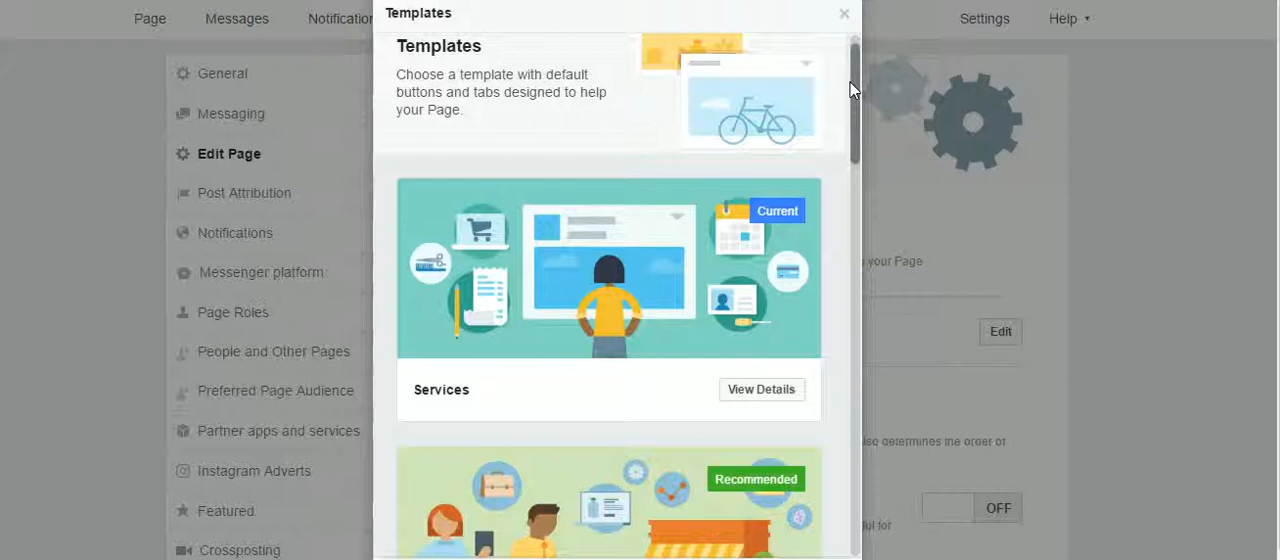 Page
Messages
Notification
Settings
Help
Templates
General
Messaging
Edit Page
Post Attribution
Notifications
Messenger platform
Page Roles
People and Other Pages
Preferred Page Audience
Partner apps and services
Instagram Adverts
Featured
Crossposting
Templates
Choose a template with default
buttons and tabs designed to help
your Page.
Current
Services
View Details
Recommended
your Page
Edit
also determines the order of
OFF
ful for